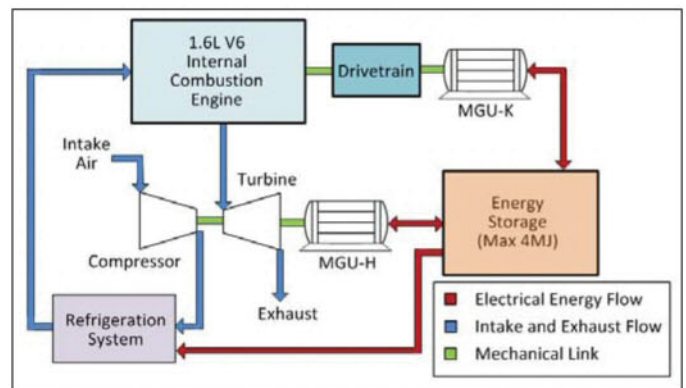 1.6L V6
Internal
Combustion
Engine
Drivetrain
MGU-K
Intake
Air
Turbine
Compressor
MGU-H
Energy
Storage
(Max 4MJ)
Exhaust
Refrigeration
System
Electrical Energy Flow
Intake and Exhaust Flow
Mechanical Link